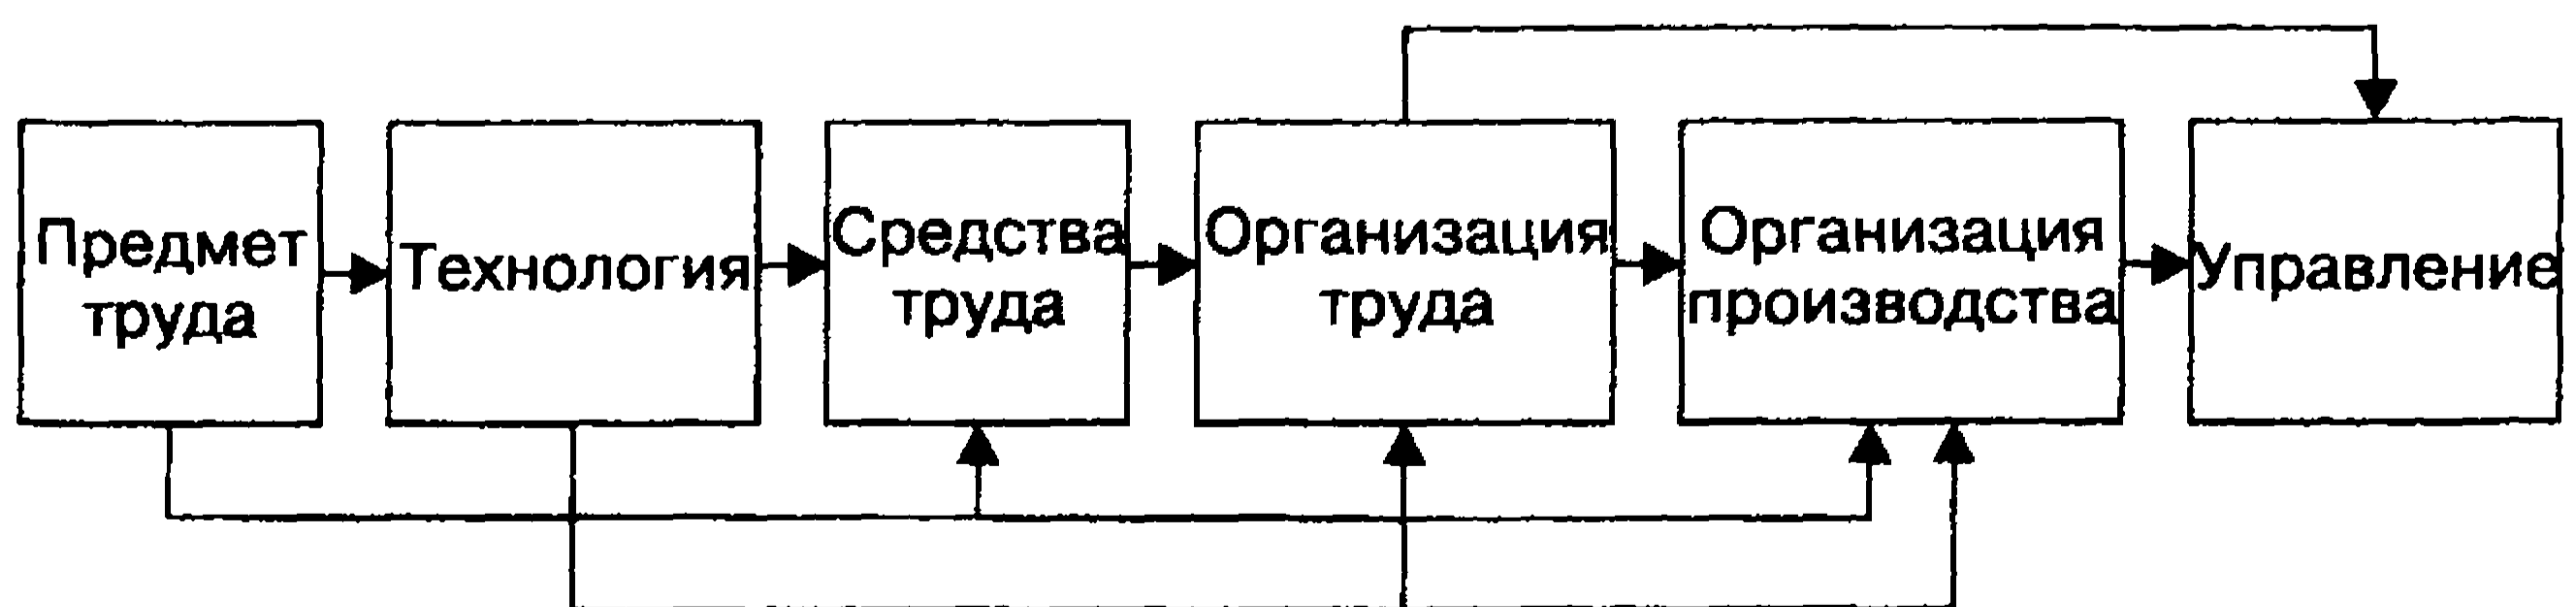 Предмет
труда
Технология
Средства
труда
Организация
труда
Организация
производства
Управление